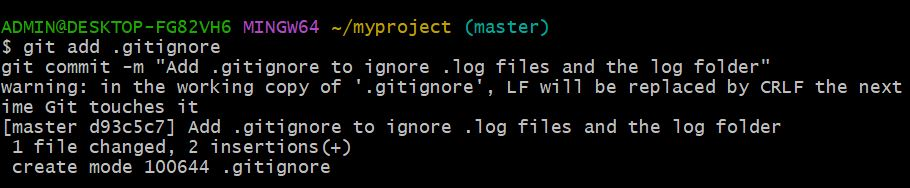 ADMIN@DESKTOP-FG82VH6 MINGW64 ~/myproject (master)
$ git add .gitignore
git commit -m "Add .gitignore to ignore .log files and the log folder"
warning: in the working copy of '.gitignore', LF will be replaced by CRLF the next
ime Git touches it
[master d93c5c7] Add .gitignore to ignore .log files and the log folder
 1 file changed, 2 insertions(+)
 create mode 100644 .gitignore